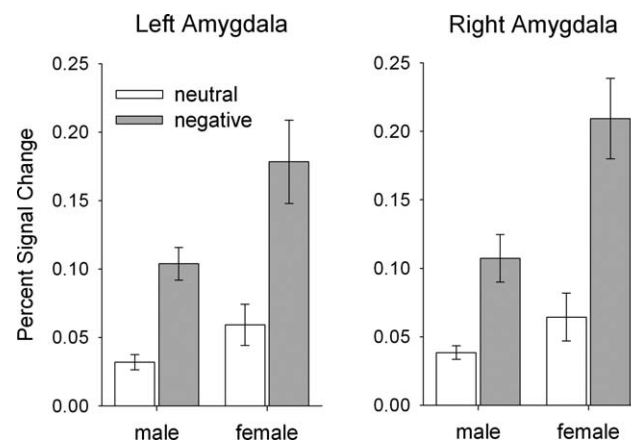 Left Amygdala
Right Amygdala
Percent Signal Change
0.25
0.20
0.15
0.10
0.05
0.00
neutral
negative
male female
0.25
0.20
0.15
0.10
0.05
0.00
male female